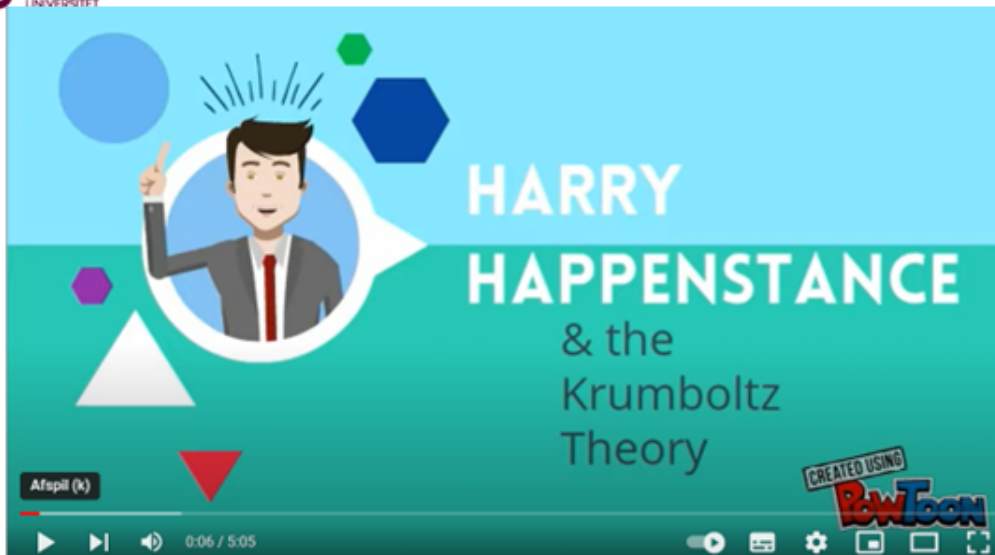 UNIVERSITET
HARRY
HAPPENSTANCE
& the
Krumboltz
Theory
CREATED USING
POWTOON
Afspil (k)
0:06 / 5:05